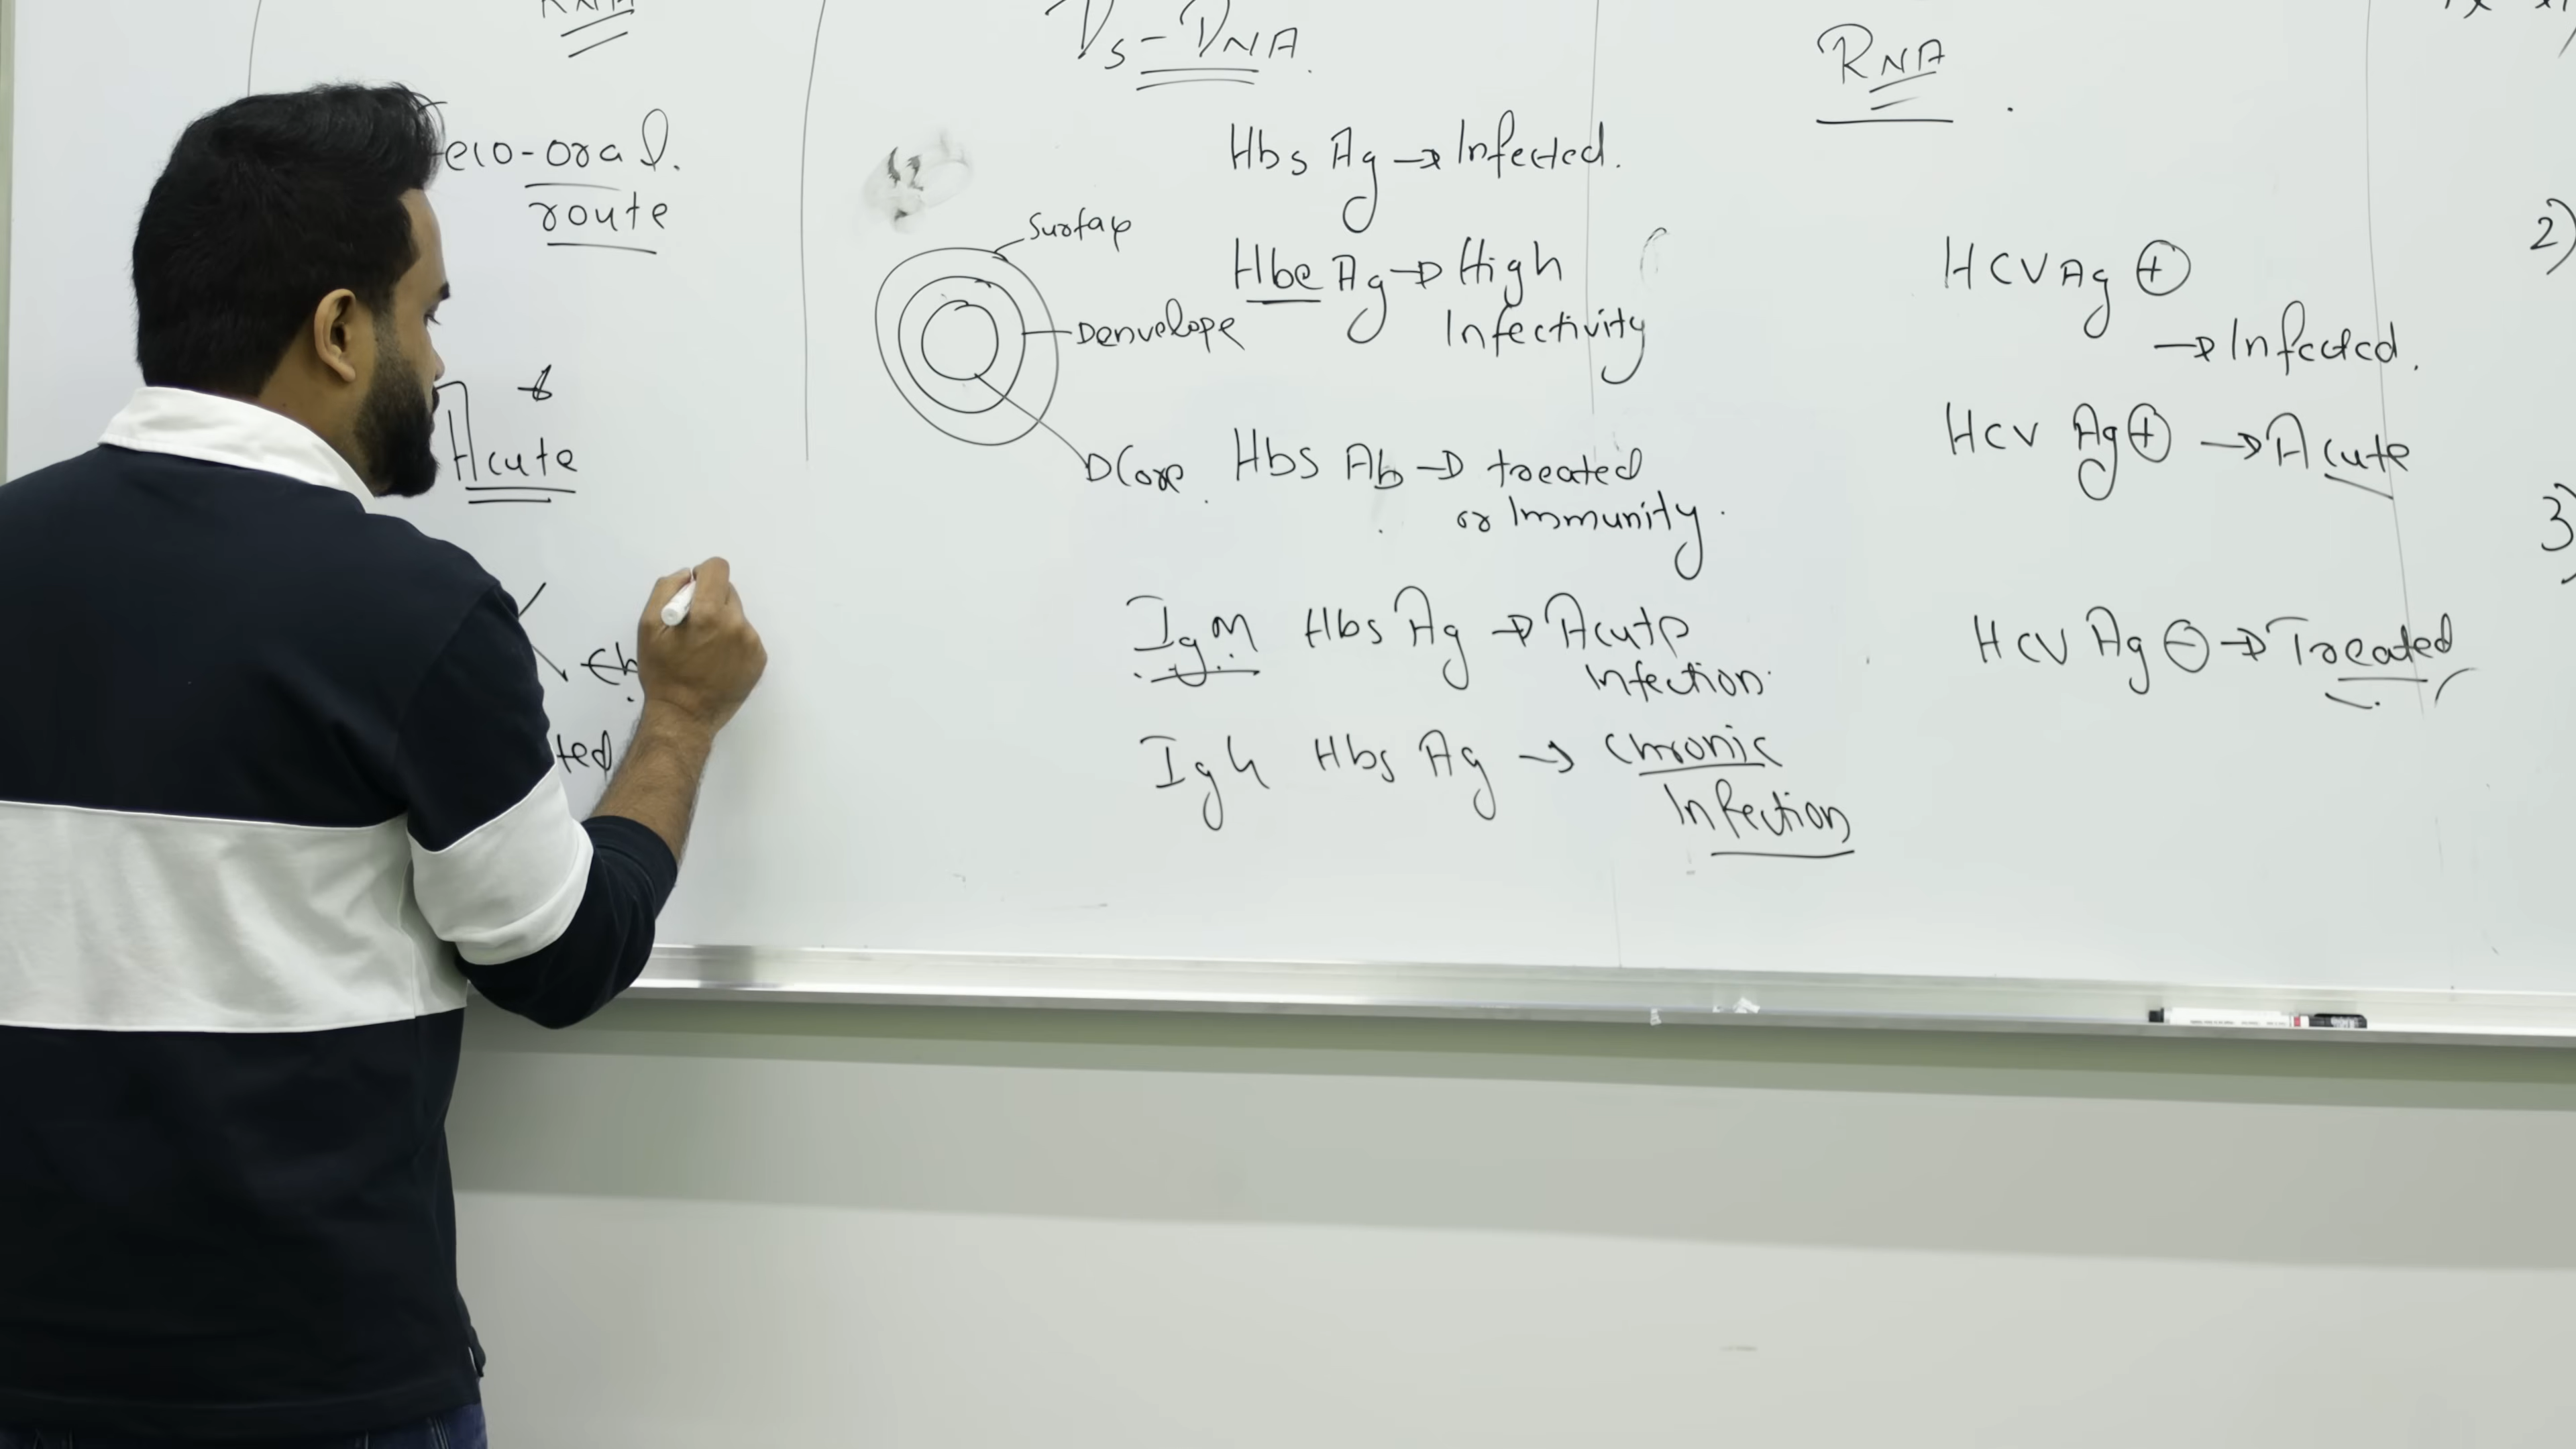 RNA
eco-oral.
route
Acute
ted
Ds-DNA.
Surface
envelope
Core.
Hbs Ag → Infected.
Hbe Ag → High
Infectivity
Hbs Ab → treated
or Immunity.
IgM Hbs Ag → Acute
Infection.
IgG Hbs Ag → chronic
Infection
RNA
HCV Ag ⊕
→ Infected.
HCV Ag ⊕ → Acute
HCV Ag ⊖ → Treated
2)
3)